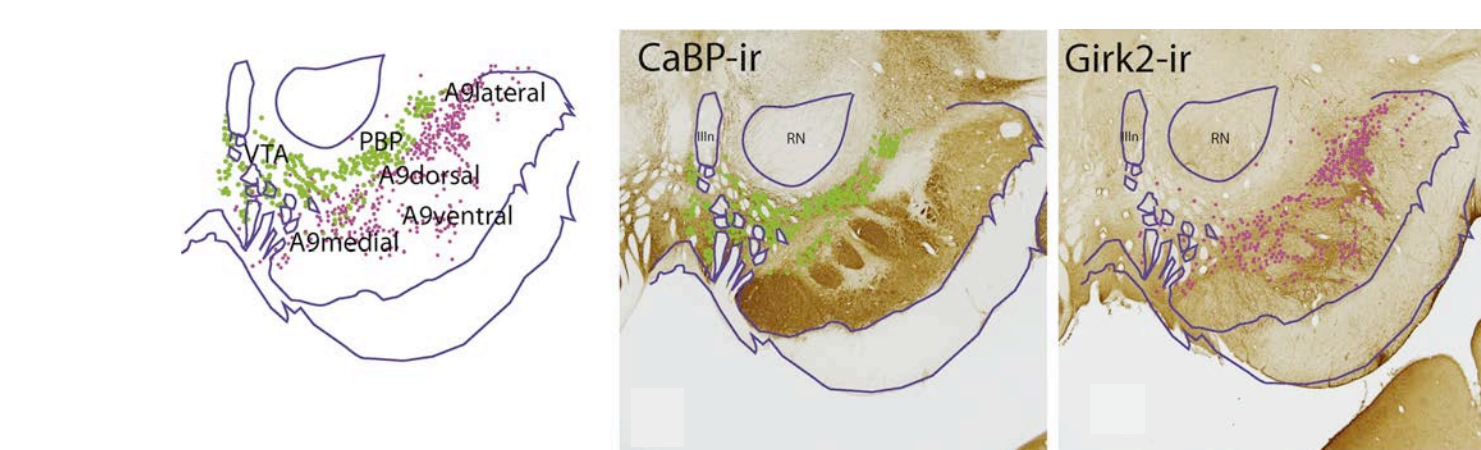 A9lateral
PBP
VTA
A9dorsal
A9ventral
A9medial
CaBP-ir
IIIn
RN
Girk2-ir
IIIn
RN